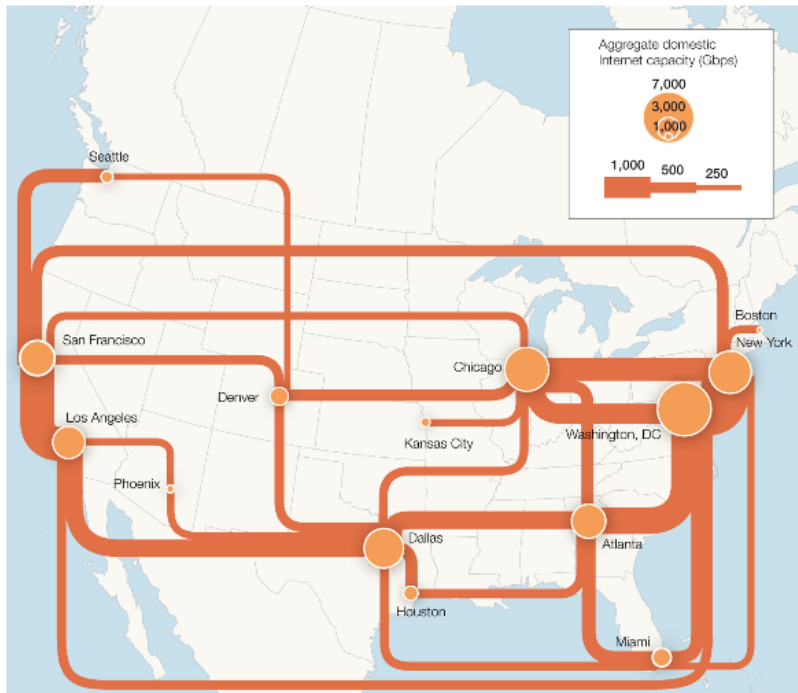 Aggregate domestic
Internet capacity (Gbps)
7,000
3,000
1,000
1,000 500 250
Seattle
Boston
San Francisco
New York
Chicago
Denver
Los Angeles
Kansas City
Washington, DC
Phoenix
Dallas
Atlanta
Houston
Miami